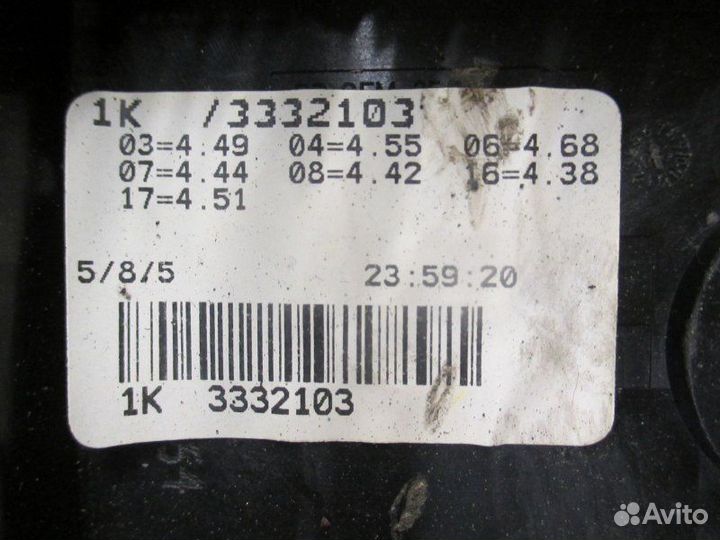 1K /3332103
03=4.49 04=4.55 06=4.68
07=4.44 08=4.42 16=4.38
17=4.51
5/8/5 23:59:20
1K 3332103
Avito